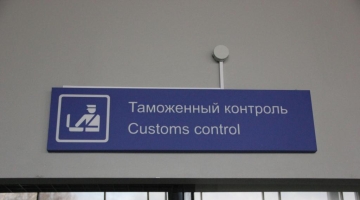 Таможенный контроль
Customs control